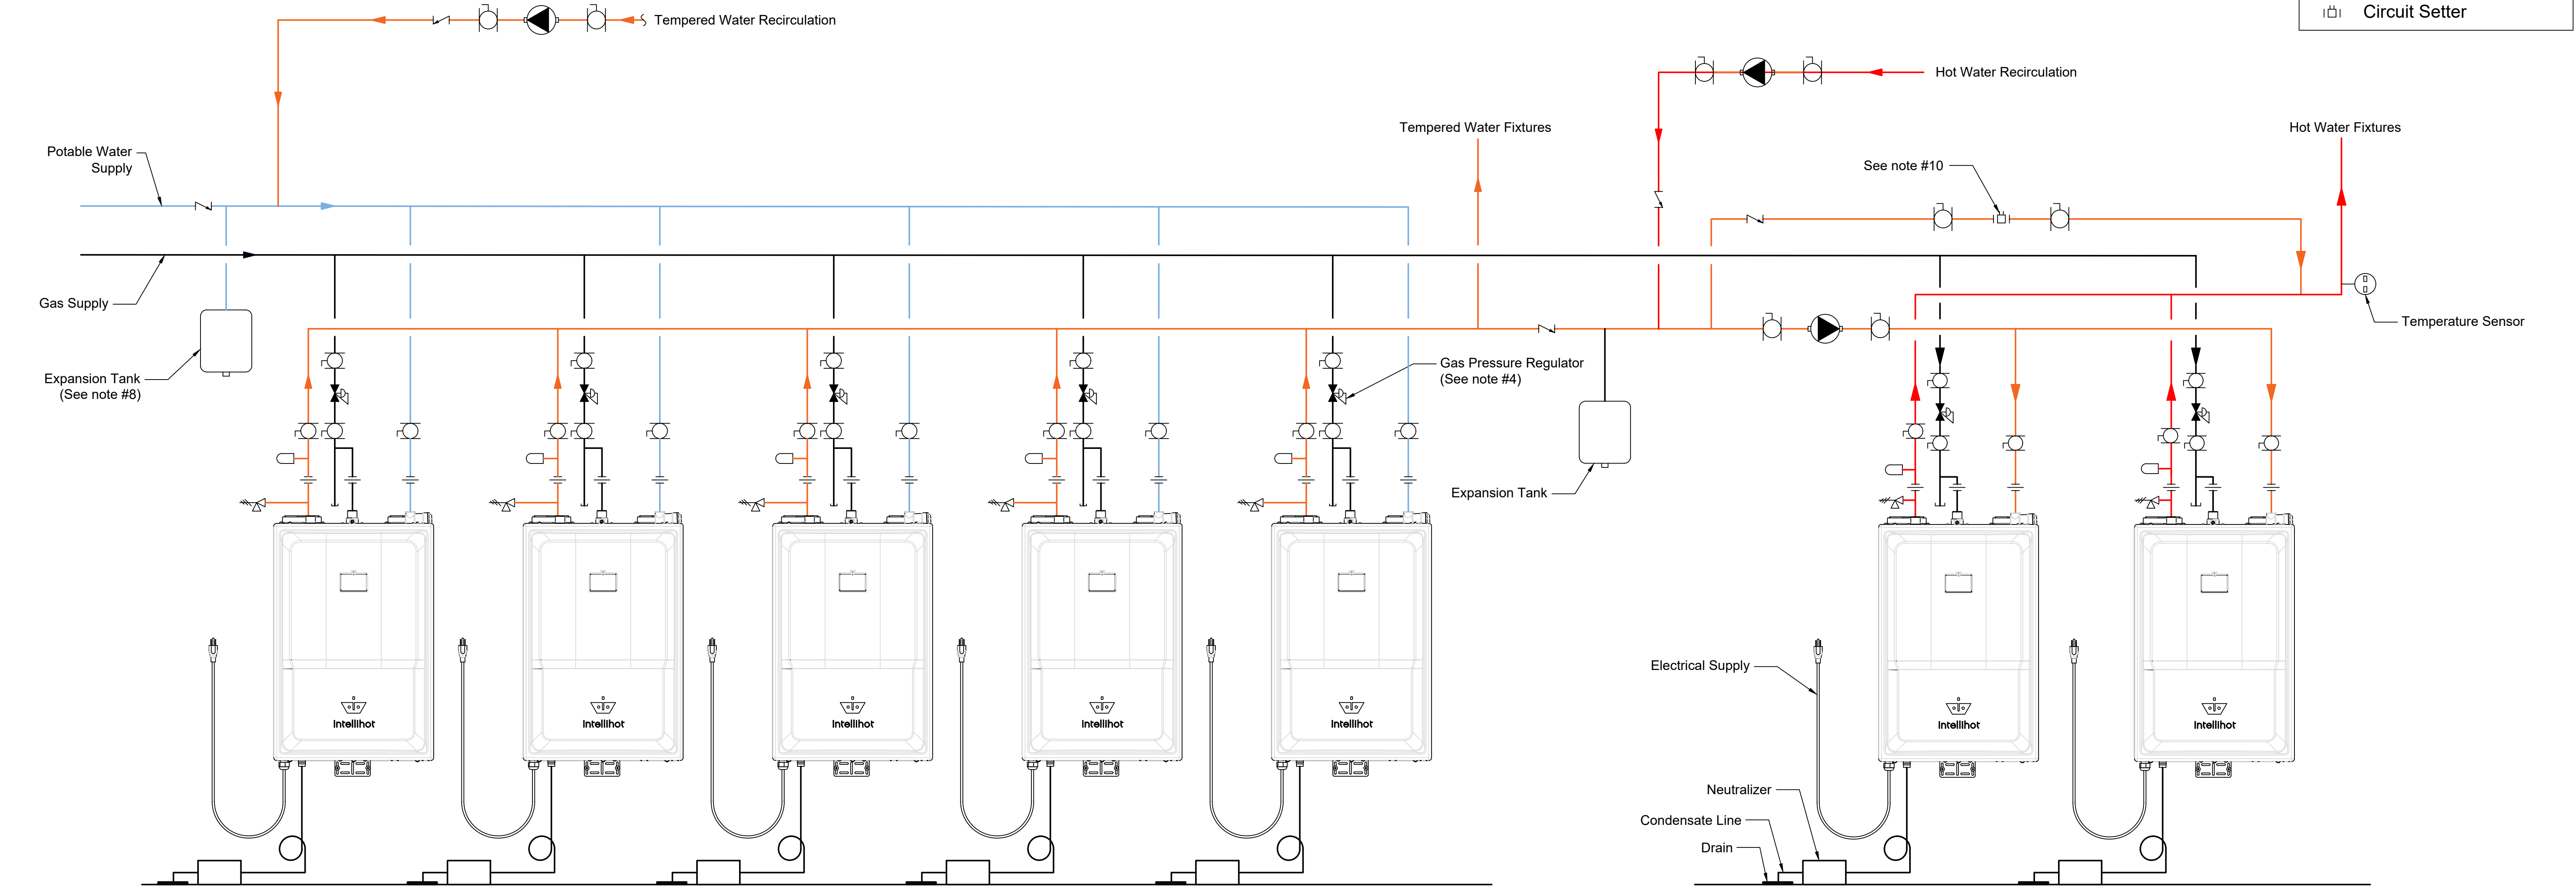 Circuit Setter
Tempered Water Recirculation
Hot Water Recirculation
Tempered Water Fixtures
Hot Water Fixtures
Potable Water
Supply
See note #10
Gas Supply
Temperature Sensor
Expansion Tank
(See note #8)
Gas Pressure Regulator
(See note #4)
Expansion Tank
Electrical Supply
Intellihot
Intellihot
Intellihot
Intellihot
Intellihot
Intellihot
Intellihot
Neutralizer
Condensate Line
Drain